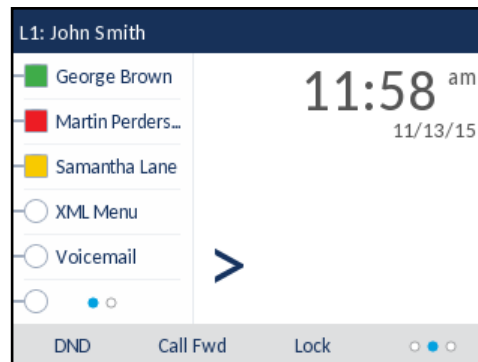 L1: John Smith
George Brown
Martin Perders...
Samantha Lane
XML Menu
Voicemail
11:58 am
11/13/15
>
DND Call Fwd Lock